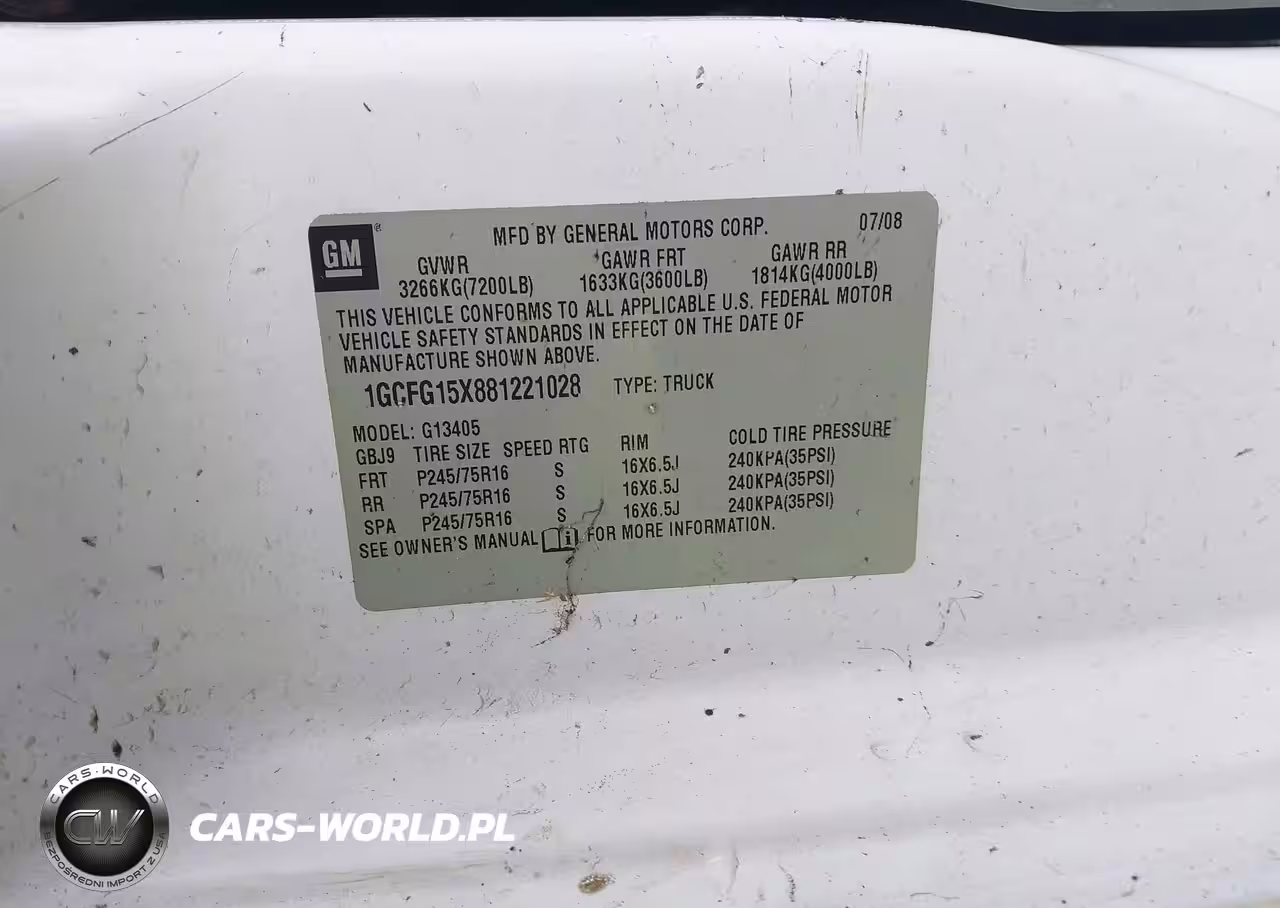 GM ®
MFD BY GENERAL MOTORS CORP. 07/08
GVWR GAWR FRT GAWR RR
3266KG(7200LB) 1633KG(3600LB) 1814KG(4000LB)
THIS VEHICLE CONFORMS TO ALL APPLICABLE U.S. FEDERAL MOTOR
VEHICLE SAFETY STANDARDS IN EFFECT ON THE DATE OF
MANUFACTURE SHOWN ABOVE.
1GCFG15X881221028 TYPE: TRUCK
MODEL: G13405
GBJ9 TIRE SIZE SPEED RTG RIM COLD TIRE PRESSURE
FRT P245/75R16 S 16X6.5J 240KPA(35PSI)
RR P245/75R16 S 16X6.5J 240KPA(35PSI)
SPA P245/75R16 S 16X6.5J 240KPA(35PSI)
SEE OWNER'S MANUAL i FOR MORE INFORMATION.
CARS-WORLD
CW
BEZPOŚREDNI IMPORT Z USA
CARS-WORLD.PL